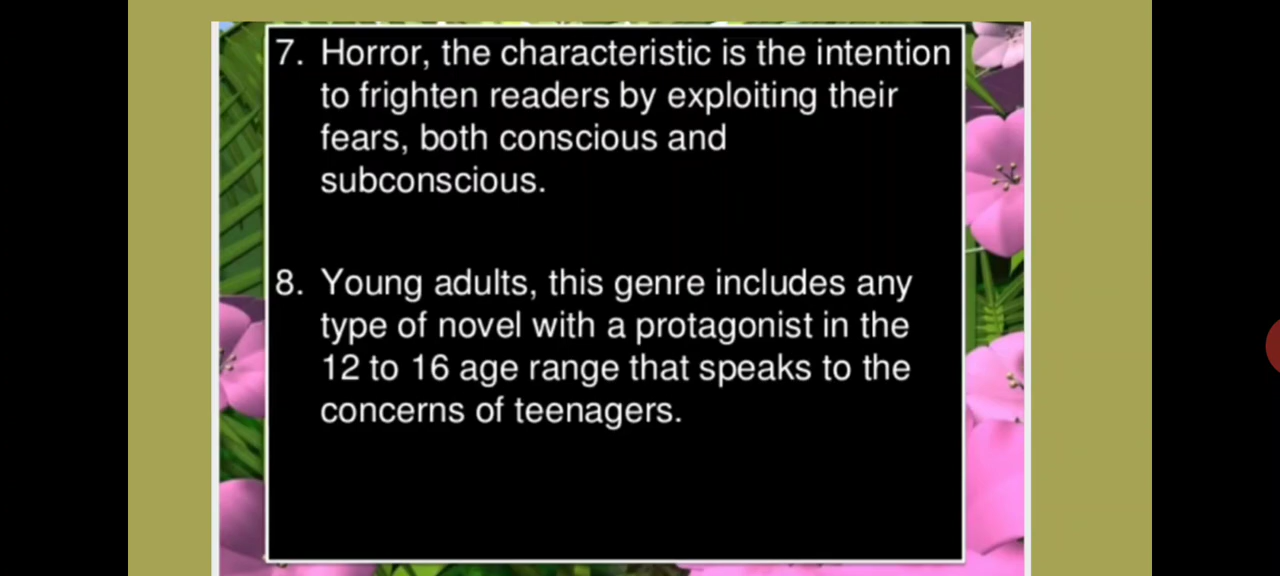 7. Horror, the characteristic is the intention
to frighten readers by exploiting their
fears, both conscious and
subconscious.
8. Young adults, this genre includes any
type of novel with a protagonist in the
12 to 16 age range that speaks to the
concerns of teenagers.